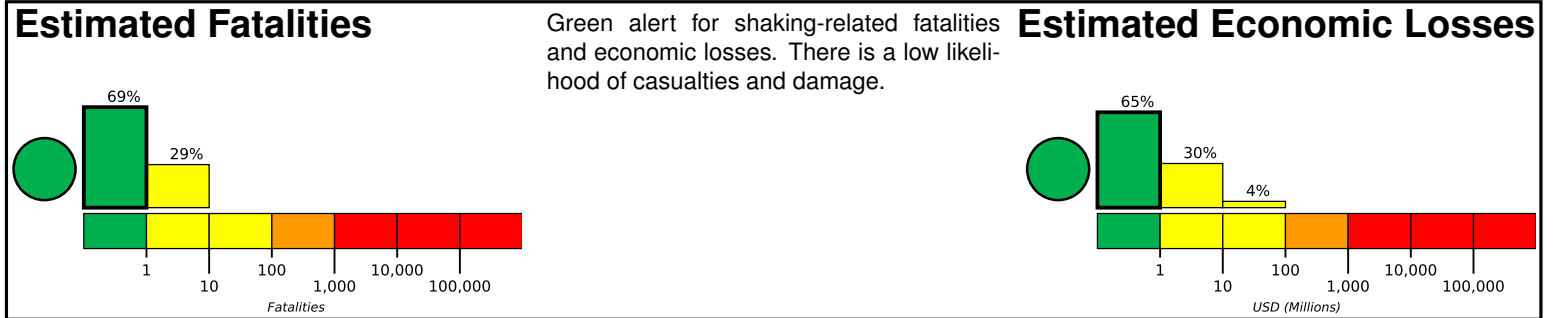 Estimated Fatalities
69%
29%
1
10
100
1,000
10,000
100,000
Fatalities
Green alert for shaking-related fatalities
and economic losses. There is a low likeli-
hood of casualties and damage.
Estimated Economic Losses
65%
30%
4%
1
10
100
1,000
10,000
100,000
USD (Millions)